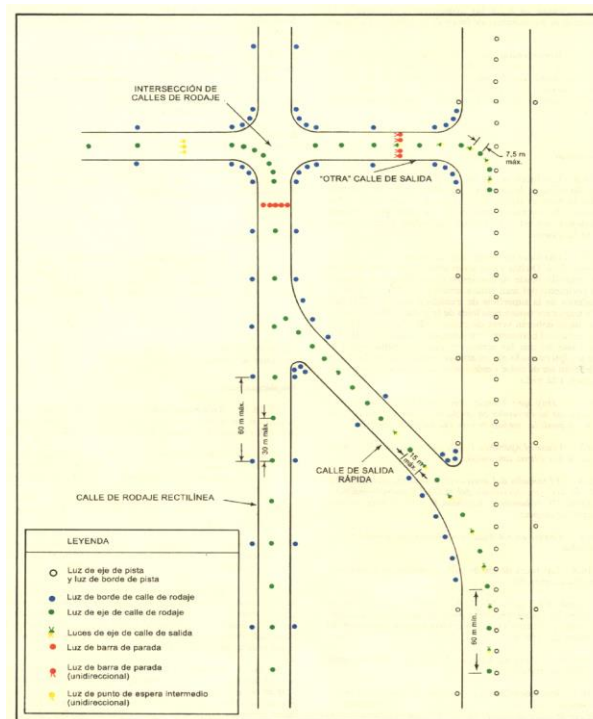 INTERSECCIÓN DE
CALLES DE RODAJE
7,5 m
máx.
"OTRA" CALLE DE SALIDA
60 m máx.
30 m máx.
15 m
máx.
CALLE DE SALIDA
RÁPIDA
CALLE DE RODAJE RECTILÍNEA
60 m mín.
LEYENDA
Luz de eje de pista
y luz de borde de pista
Luz de borde de calle de rodaje
Luz de eje de calle de rodaje
Luces de eje de calle de salida
Luz de barra de parada
Luz de barra de parada
(unidireccional)
Luz de punto de espera intermedio
(unidireccional)